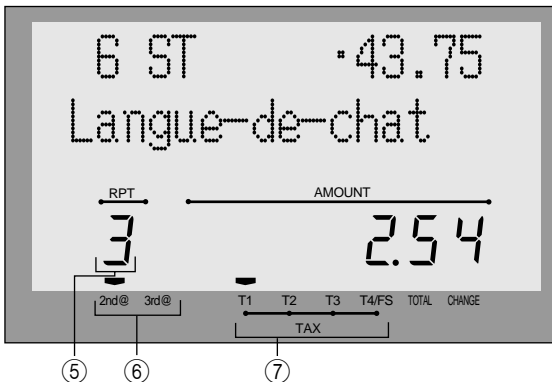 6 ST ·43.75
Langue-de-chat
RPT AMOUNT
3 2.54
2nd@ 3rd@ T1 T2 T3 T4/FS TOTAL CHANGE
TAX
⑤ ⑥ ⑦